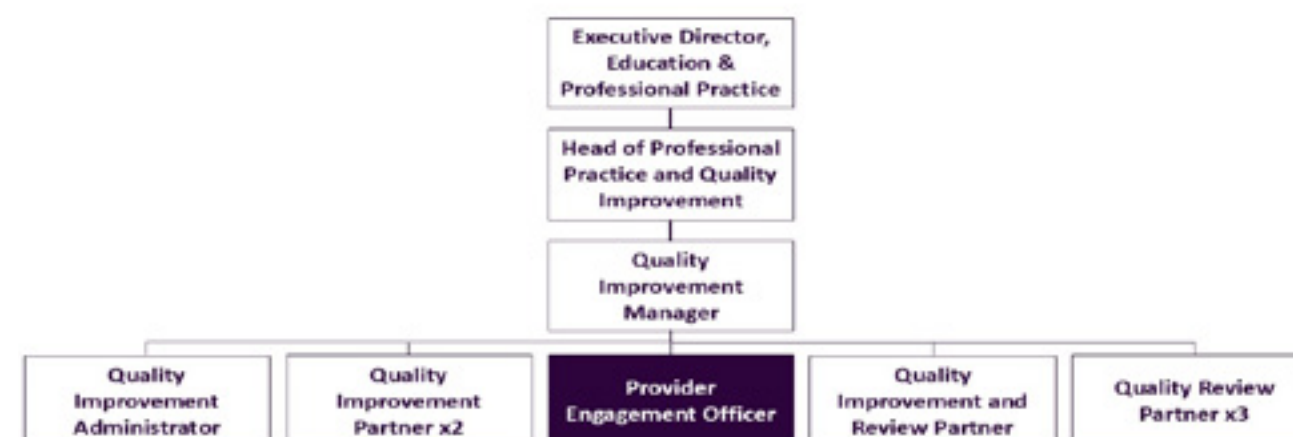 Executive Director,
Education &
Professional Practice
Head of Professional
Practice and Quality
Improvement
Quality
Improvement
Manager
Quality
Improvement
Administrator
Quality
Improvement
Partner x2
Provider
Engagement Officer
Quality
Improvement and
Review Partner
Quality Review
Partner x3